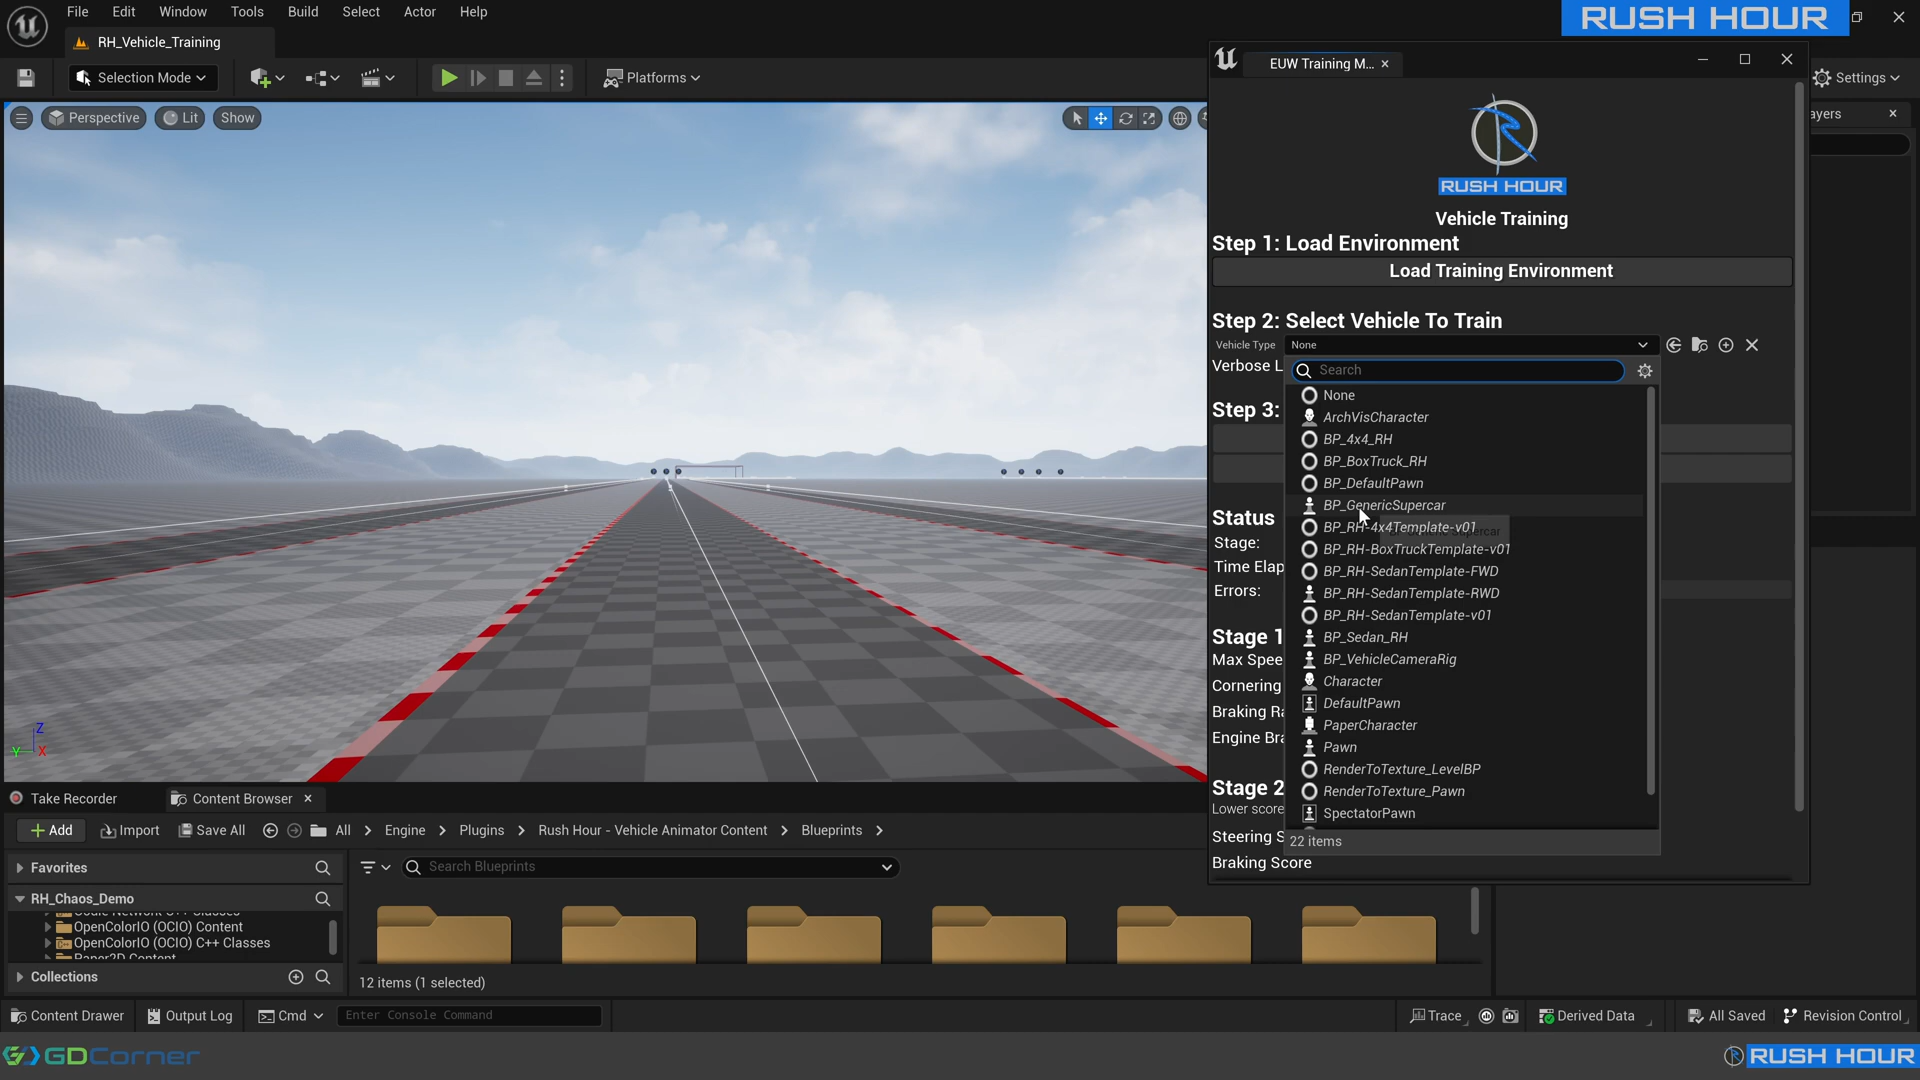 File Edit Window Tools Build Select Actor Help
RUSH HOUR
RH_Vehicle_Training
EUW Training M...
Selection Mode
Platforms
Settings
Perspective
Lit
Show
ayers
RUSH HOUR
Vehicle Training
Step 1: Load Environment
Load Training Environment
Step 2: Select Vehicle To Train
Vehicle Type None
Verbose L
Search
None
ArchVisCharacter
BP_4x4_RH
BP_BoxTruck_RH
BP_DefaultPawn
BP_GenericSupercar
BP_RH-4x4Template-v01
BP_RH-BoxTruckTemplate-v01
BP_RH-SedanTemplate-FWD
BP_RH-SedanTemplate-RWD
BP_RH-SedanTemplate-v01
BP_Sedan_RH
BP_VehicleCameraRig
Character
DefaultPawn
PaperCharacter
Pawn
RenderToTexture_LevelBP
RenderToTexture_Pawn
SpectatorPawn
22 items
Step 3:
Status
Stage:
Time Elap
Errors:
Stage 1
Max Spee
Cornering
Braking Ra
Engine Bra
Stage 2
Lower score
Steering S
Braking Score
Z
Y X
Take Recorder
Content Browser
Add
Import
Save All
All > Engine > Plugins > Rush Hour - Vehicle Animator Content > Blueprints >
Favorites
Search Blueprints
RH_Chaos_Demo
OpenColorIO (OCIO) Content
OpenColorIO (OCIO) C++ Classes
Paper2D Content
Collections
12 items (1 selected)
Content Drawer
Output Log
Cmd
Enter Console Command
Trace
Derived Data
All Saved
Revision Control
GDCorner
RUSH HOUR